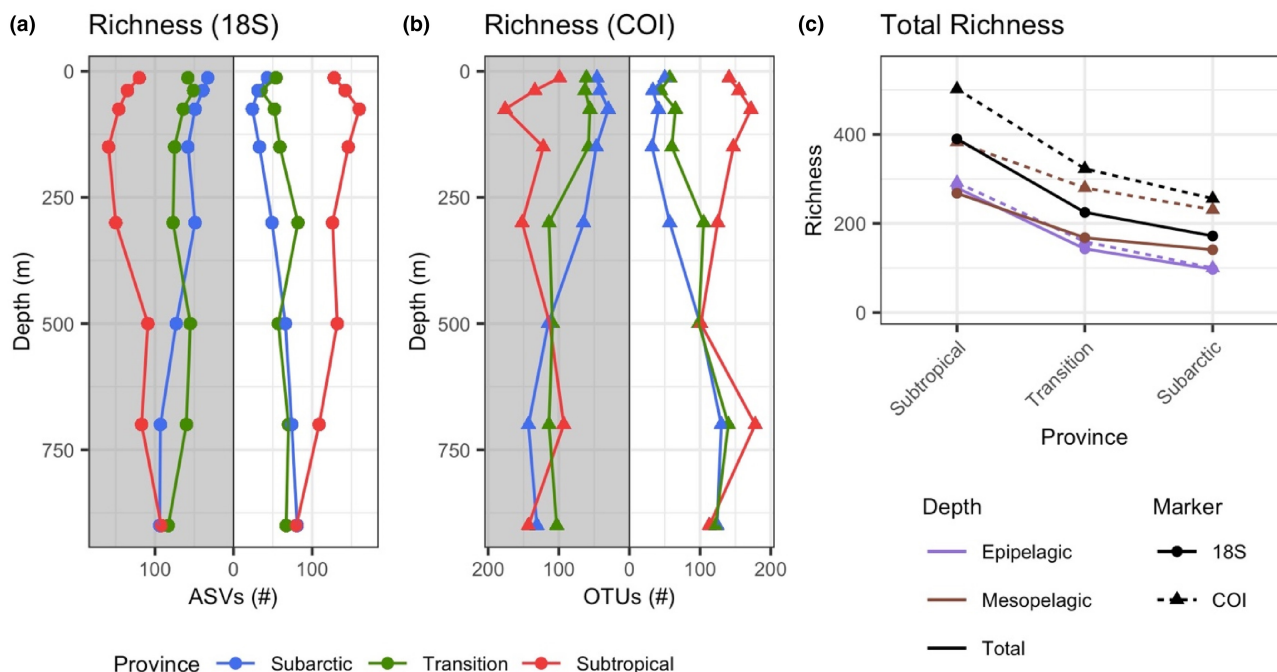 (a) Richness (18S)
0
250
500
750
Depth (m)
100 0 100
ASVs (#)
(b) Richness (COI)
0
250
500
750
Depth (m)
200 100 0 100 200
OTUs (#)
Province Subarctic Transition Subtropical
(c) Total Richness
400
200
0
Richness
Subtropical
Transition
Subarctic
Province
Depth
Epipelagic
Mesopelagic
Total
Marker
18S
COI